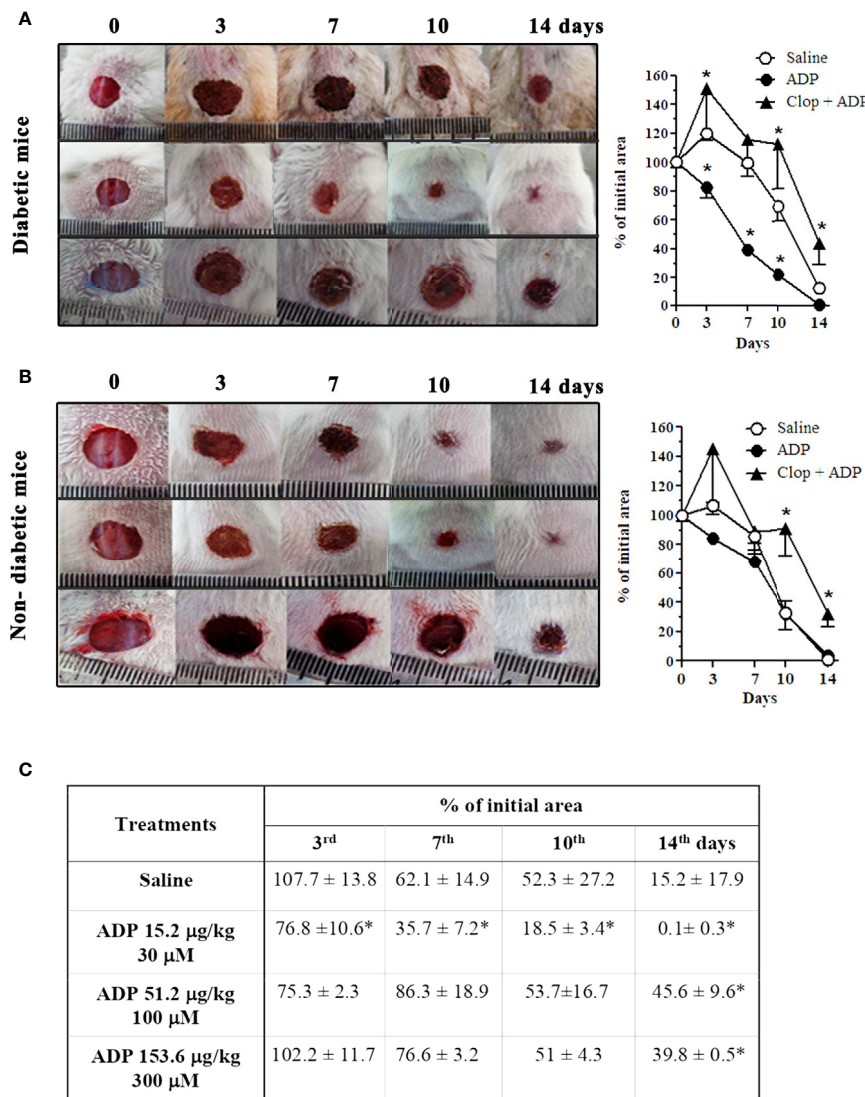 A
0 3 7 10 14 days
Diabetic mice
Saline
ADP
Clop + ADP
% of initial area
160
140
120
100
80
60
40
20
0
* * * * * *
0 3 7 10 14
Days
B
0 3 7 10 14 days
Non- diabetic mice
Saline
ADP
Clop + ADP
% of initial area
160
140
120
100
80
60
40
20
0
* *
0 3 7 10 14
Days
C
Treatments
% of initial area
3rd 7th 10th 14th days
Saline 107.7 ± 13.8 62.1 ± 14.9 52.3 ± 27.2 15.2 ± 17.9
ADP 15.2 µg/kg 76.8 ±10.6* 35.7 ± 7.2* 18.5 ± 3.4* 0.1± 0.3*
30 µM
ADP 51.2 µg/kg 75.3 ± 2.3 86.3 ± 18.9 53.7±16.7 45.6 ± 9.6*
100 µM
ADP 153.6 µg/kg 102.2 ± 11.7 76.6 ± 3.2 51 ± 4.3 39.8 ± 0.5*
300 µM